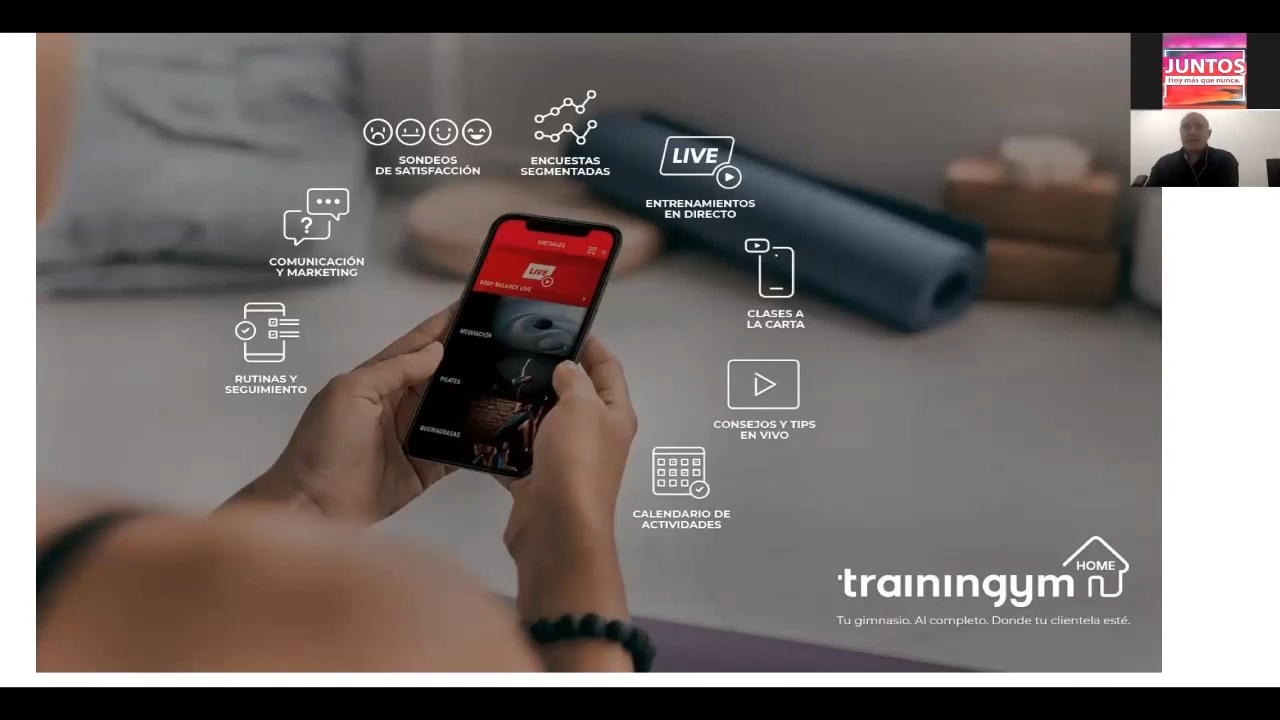 JUNTOS
Hoy más que nunca.
SONDEOS
DE SATISFACCIÓN
ENCUESTAS
SEGMENTADAS
LIVE
ENTRENAMIENTOS
EN DIRECTO
?
COMUNICACIÓN
Y MARKETING
CLASES A
LA CARTA
RUTINAS Y
SEGUIMIENTO
CONSEJOS Y TIPS
EN VIVO
CALENDARIO DE
ACTIVIDADES
VIRTUALES
LIVE
BODY BALANCE LIVE
MEDITACIÓN
PILATES
QUEMAGRASAS
HOME
trainingym
Tu gimnasio. Al completo. Donde tu clientela esté.